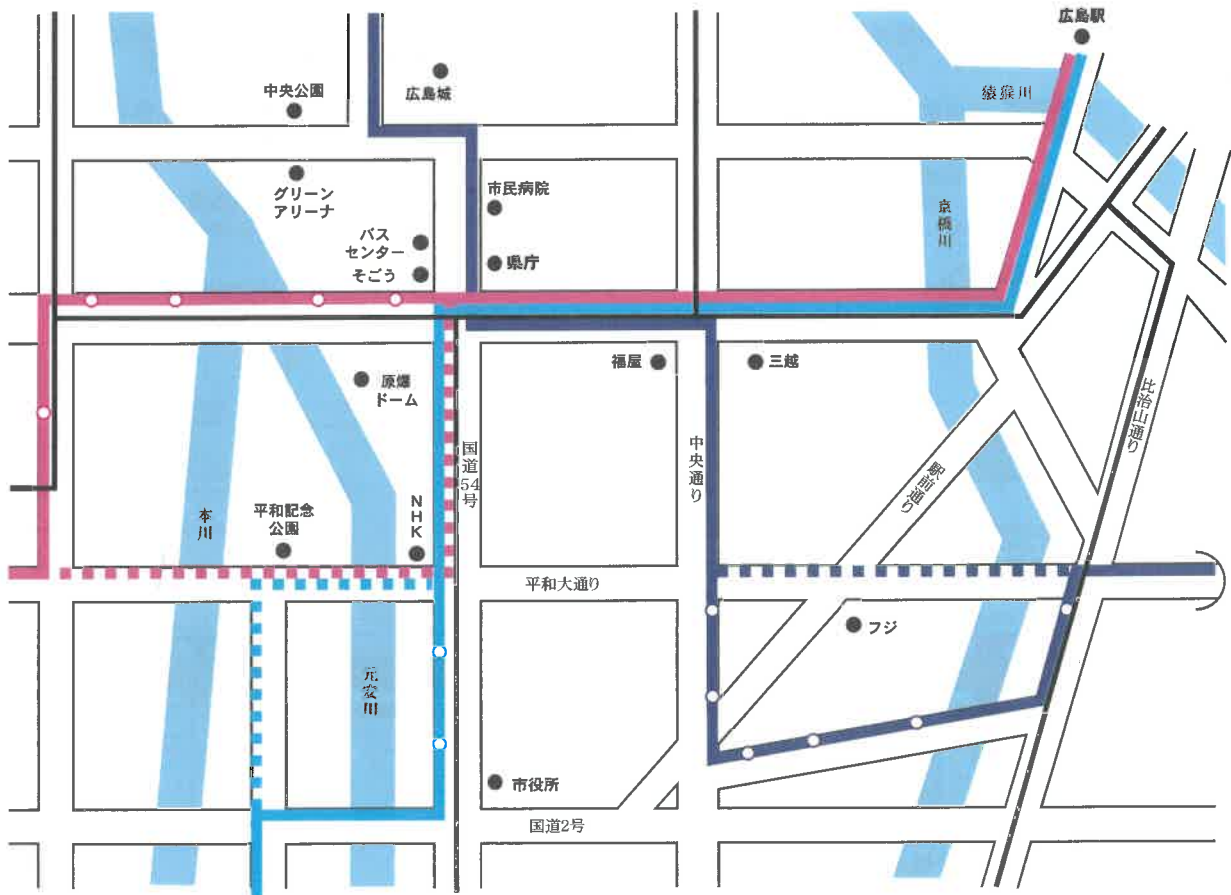 広島駅
広島城
中央公園
猿猴川
グリーン
アリーナ
市民病院
京橋川
バス
センター
県庁
そごう
福屋
三越
原爆
ドーム
比治山通り
国道54号
中央通り
駅前通り
NHK
本川
平和記念
公園
平和大通り
フジ
元安川
市役所
国道2号